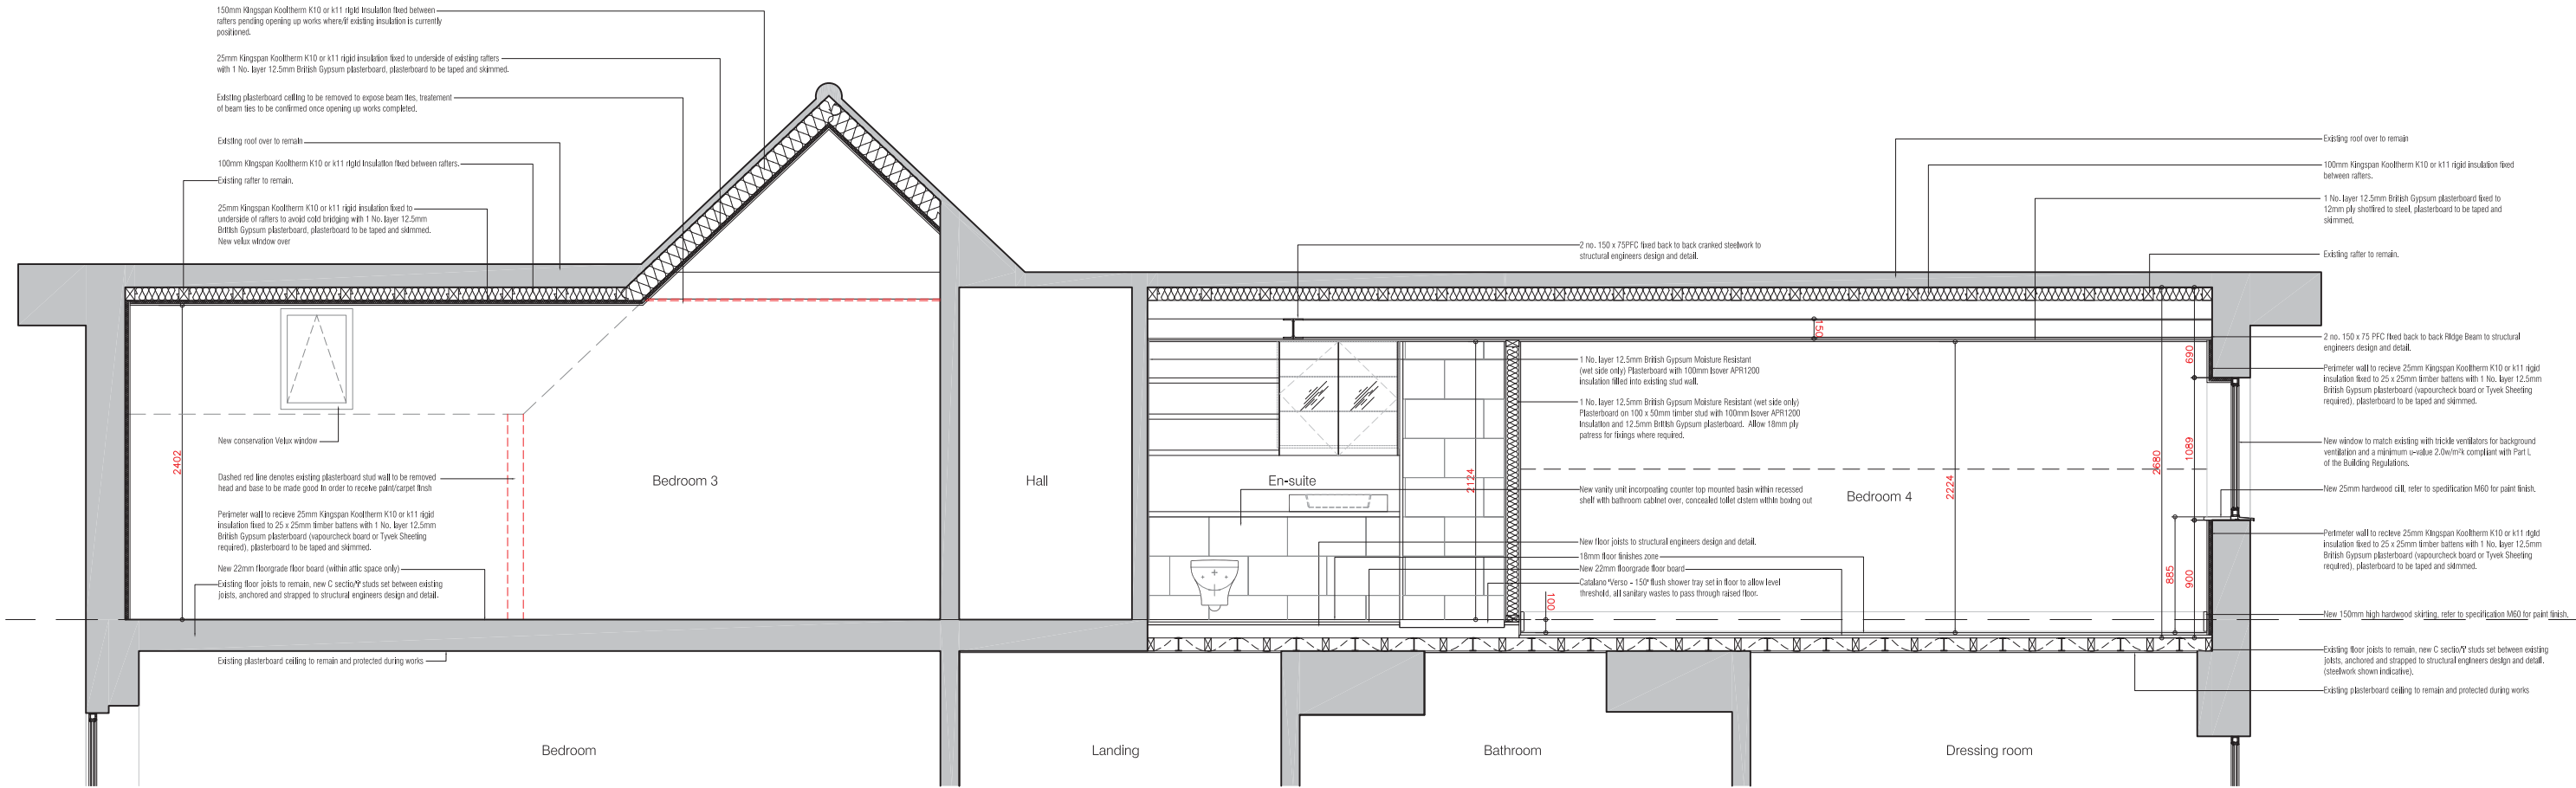 150mm Kingspan Kooltherm K10 or k11 rigid insulation fixed between
rafters pending opening up works where/if existing insulation is currently
positioned.
25mm Kingspan Kooltherm K10 or k11 rigid insulation fixed to underside of existing rafters
with 1 No. layer 12.5mm British Gypsum plasterboard, plasterboard to be taped and skimmed.
Existing plasterboard ceiling to be removed to expose beam ties, treatement
of beam ties to be confirmed once opening up works completed.
Existing roof over to remain
100mm Kingspan Kooltherm K10 or k11 rigid insulation fixed between rafters.
Existing rafter to remain.
25mm Kingspan Kooltherm K10 or k11 rigid insulation fixed to
underside of rafters to avoid cold bridging with 1 No. layer 12.5mm
British Gypsum plasterboard, plasterboard to be taped and skimmed.
New velux window over
New conservation Velux window
2402
Dashed red line denotes existing plasterboard stud wall to be removed
head and base to be made good in order to receive paint/carpet finsh
Perimeter wall to recieve 25mm Kingspan Kooltherm K10 or k11 rigid
insulation fixed to 25 x 25mm timber battens with 1 No. layer 12.5mm
British Gypsum plasterboard (vapourcheck board or Tyvek Sheeting
required), plasterboard to be taped and skimmed.
New 22mm floorgrade floor board (within attic space only)
Existing floor joists to remain, new C sectio/'I' studs set between existing
joists, anchored and strapped to structural engineers design and detail.
Existing plasterboard ceiling to remain and protected during works
Bedroom 3
Hall
En-suite
Bedroom 4
2 no. 150 x 75PFC fixed back to back cranked steelwork to
structural engineers design and detail.
150
1 No. layer 12.5mm British Gypsum Moisture Resistant
(wet side only) Plasterboard with 100mm Isover APR1200
insulation filled into existing stud wall.
1 No. layer 12.5mm British Gypsum Moisture Resistant (wet side only)
Plasterboard on 100 x 50mm timber stud with 100mm Isover APR1200
Insulation and 12.5mm British Gypsum plasterboard. Allow 18mm ply
patress for fixings where required.
2124
New vanity unit incorpoating counter top mounted basin within recessed
shelf with bathroom cabinet over, concealed toilet cistern within boxing out
New floor joists to structural engineers design and detail.
18mm floor finishes zone
New 22mm floorgrade floor board
Catalano 'Verso - 150' flush shower tray set in floor to allow level
threshold, all sanitary wastes to pass through raised floor.
100
2224
2680
690
1089
885
900
Existing roof over to remain
100mm Kingspan Kooltherm K10 or k11 rigid insulation fixed
between rafters.
1 No. layer 12.5mm British Gypsum plasterboard fixed to
12mm ply shotfired to steel, plasterboard to be taped and
skimmed.
Existing rafter to remain.
2 no. 150 x 75 PFC fixed back to back Ridge Beam to structural
engineers design and detail.
Perimeter wall to recieve 25mm Kingspan Kooltherm K10 or k11 rigid
insulation fixed to 25 x 25mm timber battens with 1 No. layer 12.5mm
British Gypsum plasterboard (vapourcheck board or Tyvek Sheeting
required), plasterboard to be taped and skimmed.
New window to match existing with trickle ventilators for background
ventilation and a minimum u-value 2.0w/m²k compliant with Part L
of the Building Regulations.
New 25mm hardwood cill, refer to specification M60 for paint finish.
Perimeter wall to recieve 25mm Kingspan Kooltherm K10 or k11 rigid
insulation fixed to 25 x 25mm timber battens with 1 No. layer 12.5mm
British Gypsum plasterboard (vapourcheck board or Tyvek Sheeting
required), plasterboard to be taped and skimmed.
New 150mm high hardwood skirting, refer to specification M60 for paint finish.
Existing floor joists to remain, new C sectio/'I' studs set between existing
joists, anchored and strapped to structural engineers design and detail.
(steelwork shown indicative).
Existing plasterboard ceiling to remain and protected during works
Bedroom
Landing
Bathroom
Dressing room